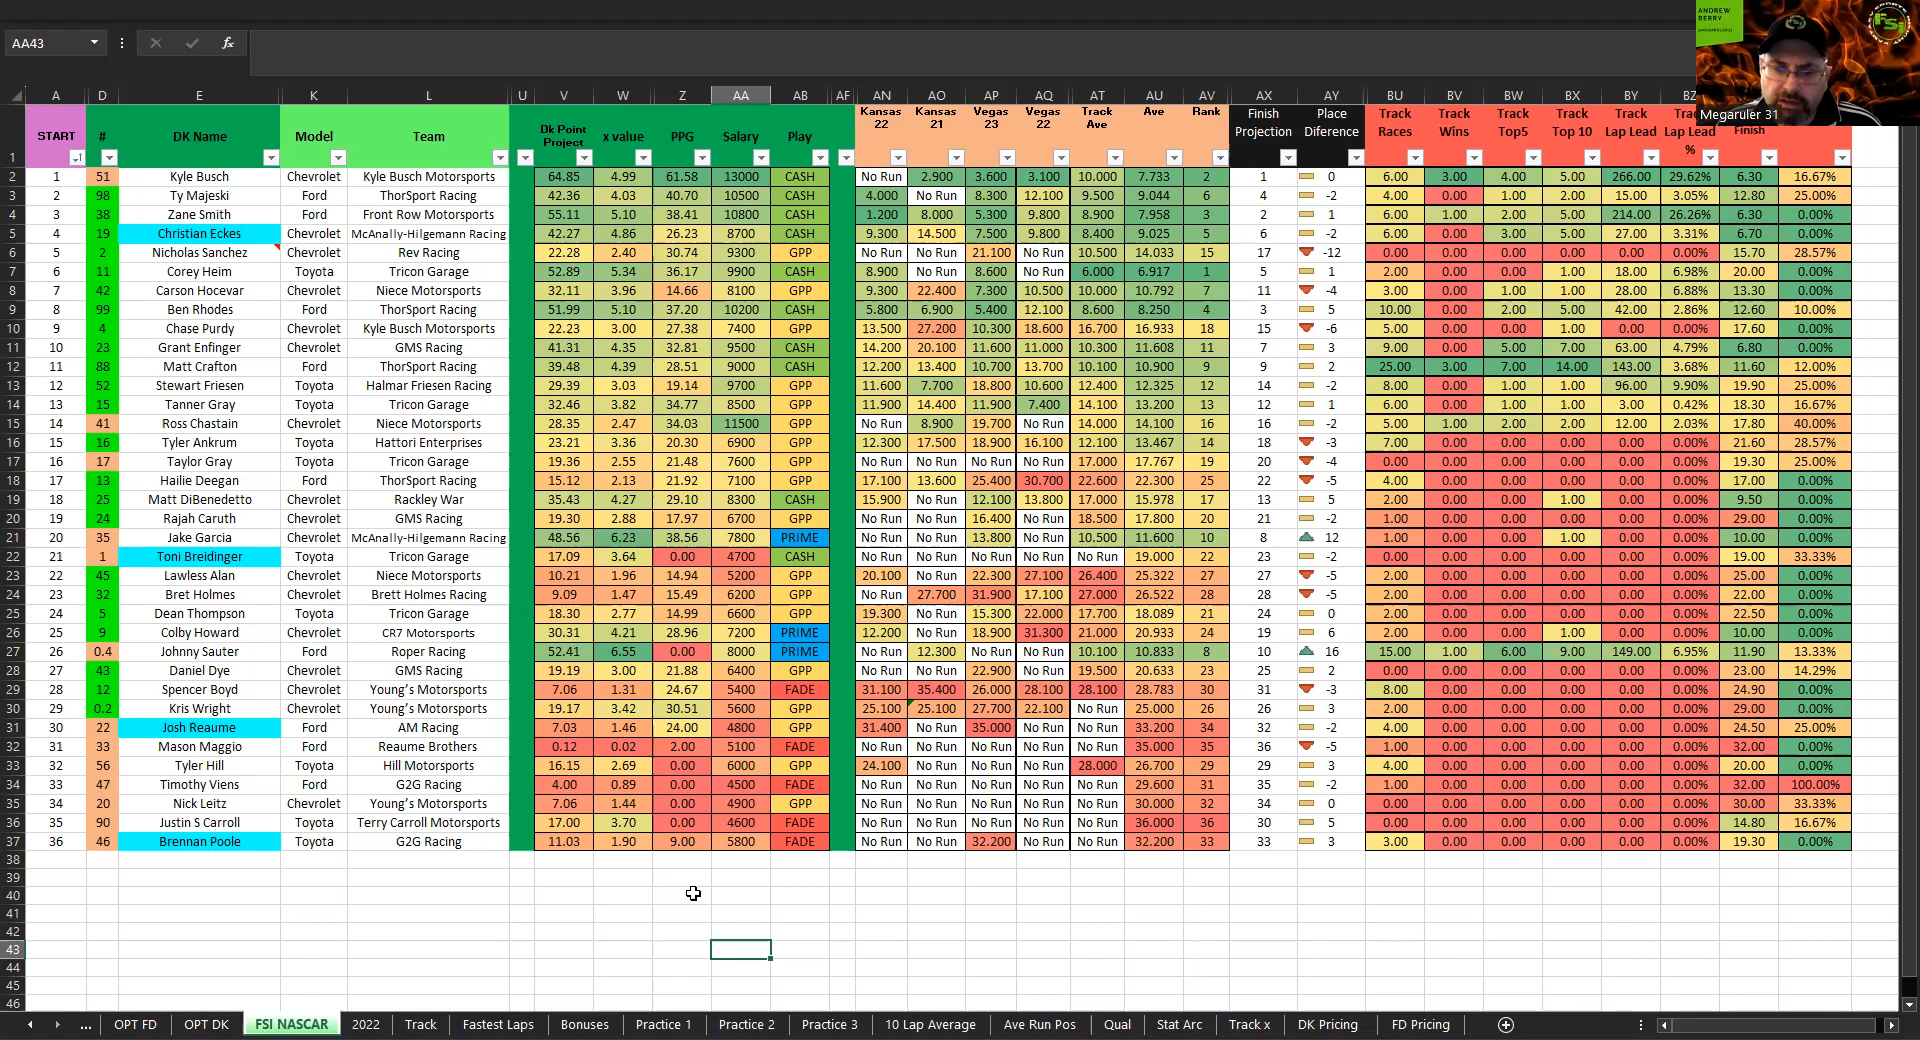 ANDREW
BERRY
@MEGAPULER31
FSi
Megaruler 31
AA43
fx
A D E K L U V W Z AA AB AF AN AO AP AQ AT AU AV AX AY BU BV BW BX BY BZ
START # DK Name Model Team Dk Point Project x value PPG Salary Play Kansas 22 Kansas 21 Vegas 23 Vegas 22 Track Ave Ave Rank Finish Projection Place Diference Track Races Track Wins Track Top5 Track Top 10 Track Lap Lead Lap Lead % Finish
1
2 1 51 Kyle Busch Chevrolet Kyle Busch Motorsports 64.85 4.99 61.58 13000 CASH No Run 2.900 3.600 3.100 10.000 7.733 2 1 0 6.00 3.00 4.00 5.00 266.00 29.62% 6.30 16.67%
3 2 98 Ty Majeski Ford ThorSport Racing 42.36 4.03 40.70 10500 CASH 4.000 No Run 8.300 12.100 9.500 9.044 6 4 -2 4.00 0.00 1.00 2.00 15.00 3.05% 12.80 25.00%
4 3 38 Zane Smith Ford Front Row Motorsports 55.11 5.10 38.41 10800 CASH 1.200 8.000 5.300 9.800 8.900 7.958 3 2 1 6.00 1.00 2.00 5.00 214.00 26.26% 6.30 0.00%
5 4 19 Christian Eckes Chevrolet McAnally-Hilgemann Racing 42.27 4.86 26.23 8700 CASH 9.300 14.500 7.500 9.800 8.400 9.025 5 6 -2 6.00 0.00 3.00 5.00 27.00 3.31% 6.70 0.00%
6 5 2 Nicholas Sanchez Chevrolet Rev Racing 22.28 2.40 30.74 9300 GPP No Run No Run 21.100 No Run 10.500 14.033 15 17 -12 0.00 0.00 0.00 0.00 0.00 0.00% 15.70 28.57%
7 6 11 Corey Heim Toyota Tricon Garage 52.89 5.34 36.17 9900 CASH 8.900 No Run 8.600 No Run 6.000 6.917 1 5 1 2.00 0.00 0.00 1.00 18.00 6.98% 20.00 0.00%
8 7 42 Carson Hocevar Chevrolet Niece Motorsports 32.11 3.96 14.66 8100 GPP 9.300 22.400 7.300 10.500 10.000 10.792 7 11 -4 3.00 0.00 1.00 1.00 28.00 6.88% 13.30 0.00%
9 8 99 Ben Rhodes Ford ThorSport Racing 51.99 5.10 37.20 10200 CASH 5.800 6.900 5.400 12.100 8.600 8.250 4 3 5 10.00 0.00 2.00 5.00 42.00 2.86% 12.60 10.00%
10 9 4 Chase Purdy Chevrolet Kyle Busch Motorsports 22.23 3.00 27.38 7400 GPP 13.500 27.200 10.300 18.600 16.700 16.933 18 15 -6 5.00 0.00 0.00 0.00 0.00 0.00% 17.60 0.00%
11 10 23 Grant Enfinger Chevrolet GMS Racing 41.31 4.35 32.81 9500 CASH 14.200 20.100 11.600 11.000 10.300 11.608 11 7 3 9.00 0.00 5.00 7.00 63.00 4.79% 6.80 0.00%
12 11 88 Matt Crafton Ford ThorSport Racing 39.48 4.39 28.51 9000 CASH 12.200 13.400 10.700 13.700 10.100 10.900 9 9 2 25.00 3.00 7.00 14.00 143.00 3.68% 11.60 12.00%
13 12 52 Stewart Friesen Toyota Halmar Friesen Racing 29.39 3.03 19.14 9700 GPP 11.600 7.700 18.800 10.600 12.400 12.325 12 14 -2 8.00 0.00 1.00 1.00 96.00 9.90% 19.90 25.00%
14 13 15 Tanner Gray Toyota Tricon Garage 32.46 3.82 34.77 8500 GPP 11.900 14.400 11.900 7.400 14.100 13.200 13 12 1 6.00 0.00 1.00 1.00 3.00 0.42% 18.30 16.67%
15 14 41 Ross Chastain Chevrolet Niece Motorsports 28.35 2.47 34.03 11500 GPP No Run 8.900 19.700 No Run 14.000 14.100 16 16 -2 5.00 1.00 2.00 2.00 12.00 2.03% 17.80 40.00%
16 15 16 Tyler Ankrum Toyota Hattori Enterprises 23.21 3.36 20.30 6900 GPP 12.300 17.500 18.900 16.100 12.100 13.467 14 18 -3 7.00 0.00 0.00 0.00 0.00 0.00% 21.60 28.57%
17 16 17 Taylor Gray Toyota Tricon Garage 19.36 2.55 21.48 7600 GPP No Run No Run No Run No Run 17.000 17.767 19 20 -4 0.00 0.00 0.00 0.00 0.00 0.00% 19.30 25.00%
18 17 13 Hailie Deegan Ford ThorSport Racing 15.12 2.13 21.92 7100 GPP 17.100 13.600 25.400 30.700 22.600 22.300 25 22 -5 4.00 0.00 0.00 0.00 0.00 0.00% 17.00 0.00%
19 18 25 Matt DiBenedetto Chevrolet Rackley War 35.43 4.27 29.10 8300 CASH 15.900 No Run 12.100 13.800 17.000 15.978 17 13 5 2.00 0.00 0.00 1.00 0.00 0.00% 9.50 0.00%
20 19 24 Rajah Caruth Chevrolet GMS Racing 19.30 2.88 17.97 6700 GPP No Run No Run 16.400 No Run 18.500 17.800 20 21 -2 1.00 0.00 0.00 0.00 0.00 0.00% 29.00 0.00%
21 20 35 Jake Garcia Chevrolet McAnally-Hilgemann Racing 48.56 6.23 38.56 7800 PRIME No Run No Run 13.800 No Run 10.500 11.600 10 8 12 1.00 0.00 0.00 1.00 0.00 0.00% 10.00 0.00%
22 21 1 Toni Breidinger Toyota Tricon Garage 17.09 3.64 0.00 4700 CASH No Run No Run No Run No Run No Run 19.000 22 23 -2 0.00 0.00 0.00 0.00 0.00 0.00% 19.00 33.33%
23 22 45 Lawless Alan Chevrolet Niece Motorsports 10.21 1.96 14.94 5200 GPP 20.100 No Run 22.300 27.100 26.400 25.322 27 27 -5 2.00 0.00 0.00 0.00 0.00 0.00% 25.00 0.00%
24 23 32 Bret Holmes Chevrolet Brett Holmes Racing 9.09 1.47 15.49 6200 GPP No Run 27.700 31.900 17.100 27.000 26.522 28 28 -5 2.00 0.00 0.00 0.00 0.00 0.00% 22.00 0.00%
25 24 5 Dean Thompson Toyota Tricon Garage 18.30 2.77 14.99 6600 GPP 19.300 No Run 15.300 22.000 17.700 18.089 21 24 0 2.00 0.00 0.00 0.00 0.00 0.00% 22.50 0.00%
26 25 9 Colby Howard Chevrolet CR7 Motorsports 30.31 4.21 28.96 7200 PRIME 12.200 No Run 18.900 31.300 21.000 20.933 24 19 6 2.00 0.00 0.00 1.00 0.00 0.00% 10.00 0.00%
27 26 0.4 Johnny Sauter Ford Roper Racing 52.41 6.55 0.00 8000 PRIME No Run 12.300 No Run No Run 10.100 10.833 8 10 16 15.00 1.00 6.00 9.00 149.00 6.95% 11.90 13.33%
28 27 43 Daniel Dye Chevrolet GMS Racing 19.19 3.00 21.88 6400 GPP No Run No Run 22.900 No Run 19.500 20.633 23 25 2 0.00 0.00 0.00 0.00 0.00 0.00% 23.00 14.29%
29 28 12 Spencer Boyd Chevrolet Young's Motorsports 7.06 1.31 24.67 5400 FADE 31.100 35.400 26.000 28.100 28.100 28.783 30 31 -3 8.00 0.00 0.00 0.00 0.00 0.00% 24.90 0.00%
30 29 0.2 Kris Wright Chevrolet Young's Motorsports 19.17 3.42 30.51 5600 GPP 25.100 25.100 27.700 22.100 No Run 25.000 26 26 3 2.00 0.00 0.00 0.00 0.00 0.00% 29.00 0.00%
31 30 22 Josh Reaume Ford AM Racing 7.03 1.46 24.00 4800 GPP 31.400 No Run 35.000 No Run No Run 33.200 34 32 -2 4.00 0.00 0.00 0.00 0.00 0.00% 24.50 25.00%
32 31 33 Mason Maggio Ford Reaume Brothers 0.12 0.02 2.00 5100 FADE No Run No Run No Run No Run No Run 35.000 35 36 -5 1.00 0.00 0.00 0.00 0.00 0.00% 32.00 0.00%
33 32 56 Tyler Hill Toyota Hill Motorsports 16.15 2.69 0.00 6000 GPP 24.100 No Run No Run No Run 28.000 26.700 29 29 3 4.00 0.00 0.00 0.00 0.00 0.00% 20.00 0.00%
34 33 47 Timothy Viens Ford G2G Racing 4.00 0.89 0.00 4500 FADE No Run No Run No Run No Run No Run 29.600 31 35 -2 1.00 0.00 0.00 0.00 0.00 0.00% 32.00 100.00%
35 34 20 Nick Leitz Chevrolet Young's Motorsports 7.06 1.44 0.00 4900 GPP No Run No Run No Run No Run No Run 30.000 32 34 0 0.00 0.00 0.00 0.00 0.00 0.00% 30.00 33.33%
36 35 90 Justin S Carroll Toyota Terry Carroll Motorsports 17.00 3.70 0.00 4600 FADE No Run No Run No Run No Run No Run 36.000 36 30 5 0.00 0.00 0.00 0.00 0.00 0.00% 14.80 16.67%
37 36 46 Brennan Poole Toyota G2G Racing 11.03 1.90 9.00 5800 FADE No Run No Run 32.200 No Run No Run 32.200 33 33 3 3.00 0.00 0.00 0.00 0.00 0.00% 19.30 0.00%
38
39
40
41
42
43
44
45
46
... OPT FD OPT DK FSI NASCAR 2022 Track Fastest Laps Bonuses Practice 1 Practice 2 Practice 3 10 Lap Average Ave Run Pos Qual Stat Arc Track x DK Pricing FD Pricing